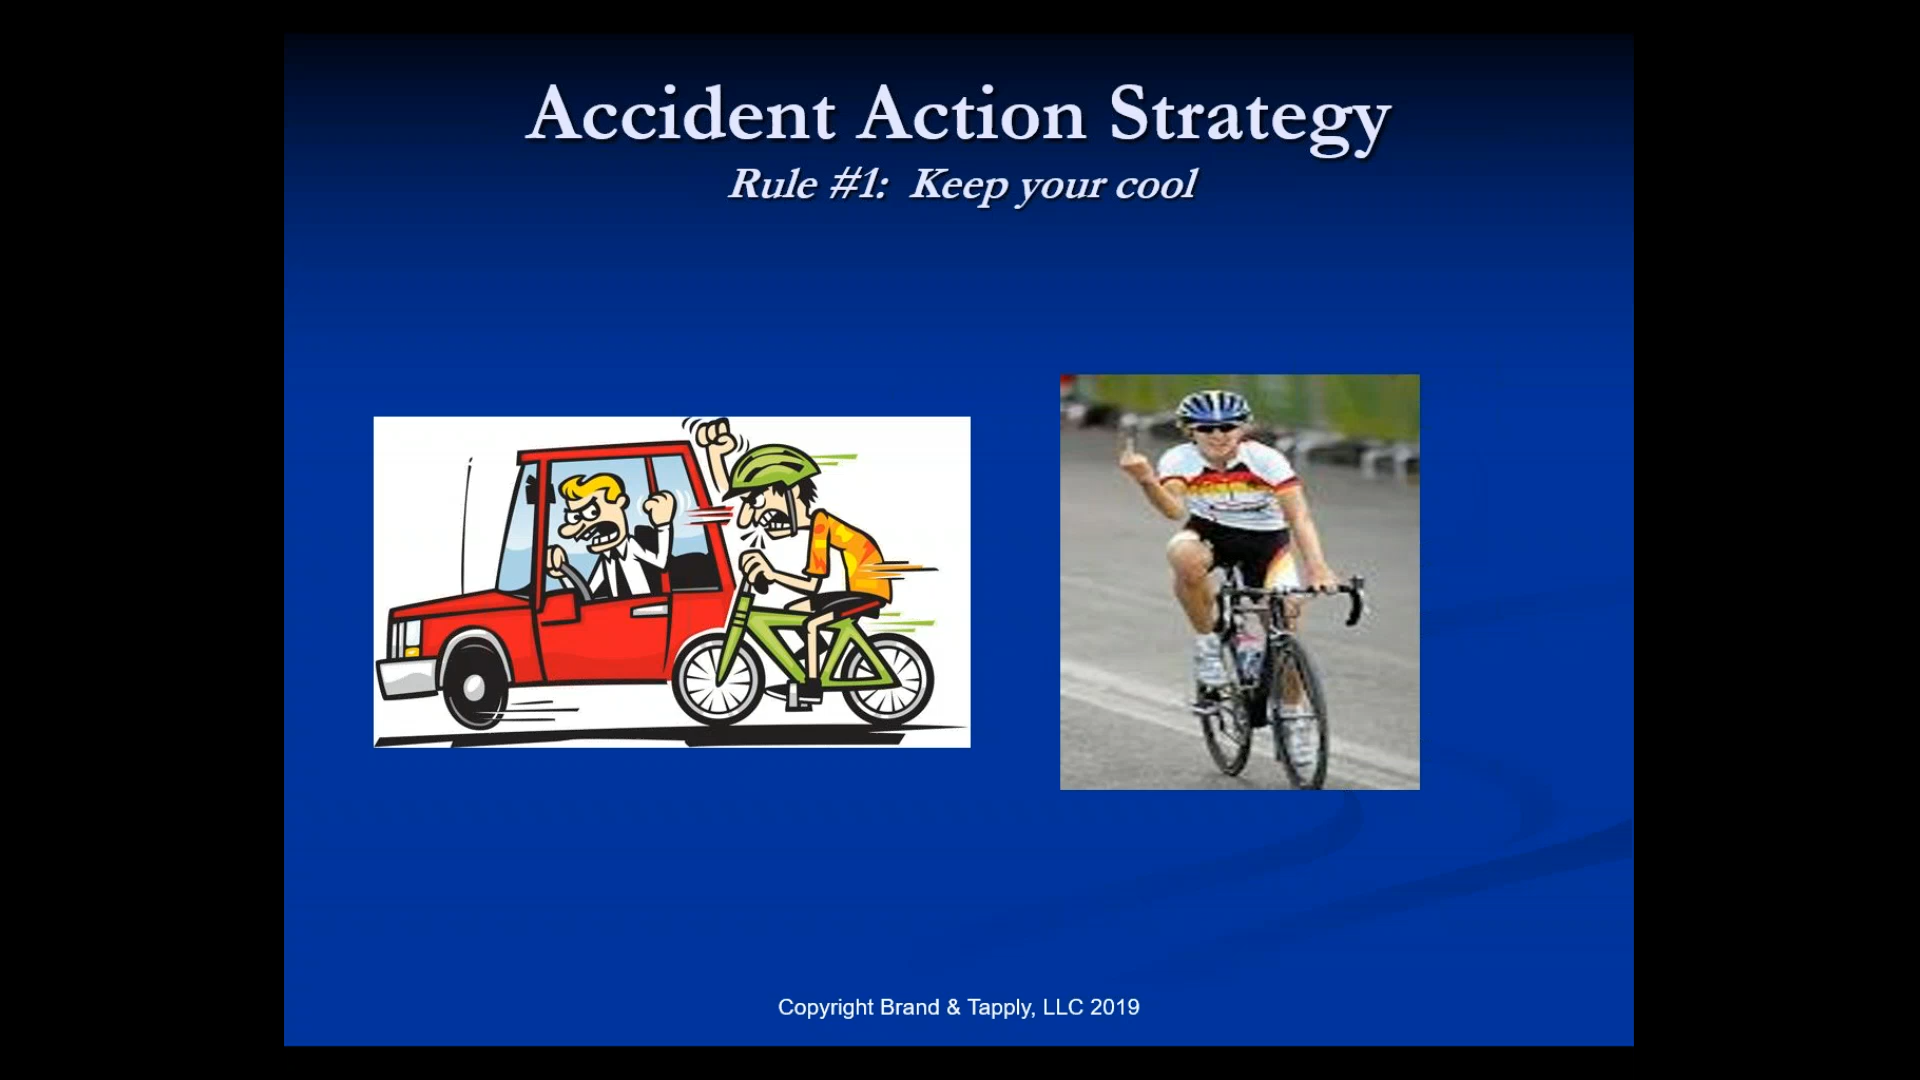 Accident Action Strategy
Rule #1: Keep your cool
Copyright Brand & Tapply, LLC 2019